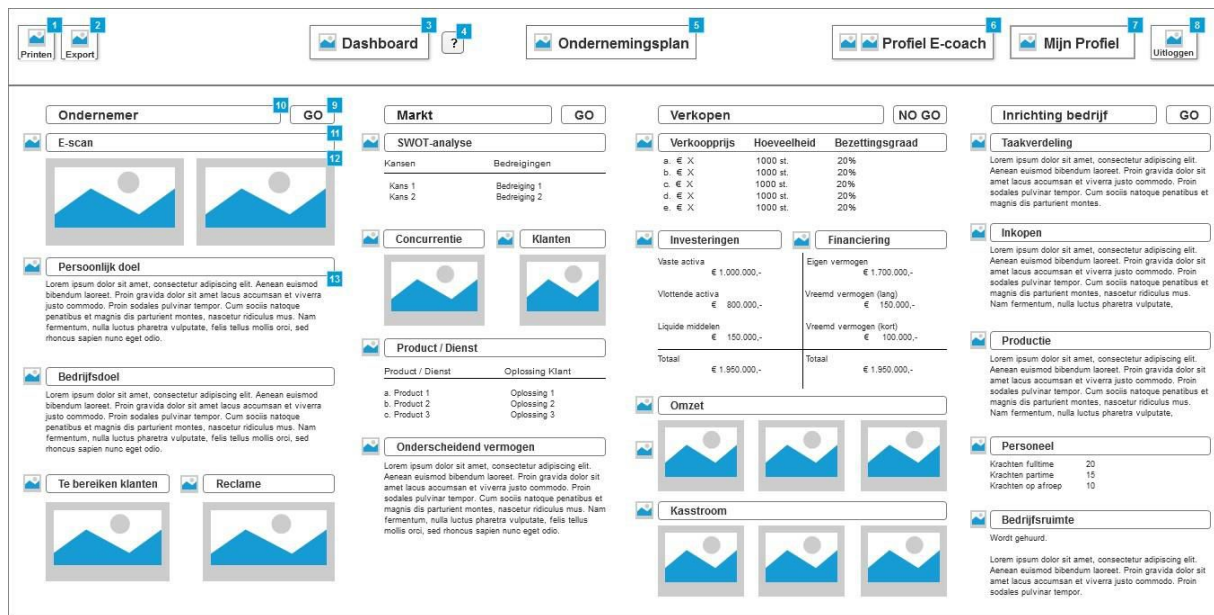 1
2
3
4
5
6
7
8
Printen
Export
Dashboard
?
Ondernemingsplan
Profiel E-coach
Mijn Profiel
Uitloggen
Ondernemer
10
GO
9
E-scan
11
12
Persoonlijk doel
13
Lorem ipsum dolor sit amet, consectetur adipiscing elit. Aenean euismod
bibendum laoreet. Proin gravida dolor sit amet lacus accumsan et viverra
justo commodo. Proin sodales pulvinar tempor. Cum sociis natoque
penatibus et magnis dis parturient montes, nascetur ridiculus mus. Nam
fermentum, nulla luctus pharetra vulputate, felis tellus mollis orci, sed
rhoncus sapien nunc eget odio.
Bedrijfsdoel
Lorem ipsum dolor sit amet, consectetur adipiscing elit. Aenean euismod
bibendum laoreet. Proin gravida dolor sit amet lacus accumsan et viverra
justo commodo. Proin sodales pulvinar tempor. Cum sociis natoque
penatibus et magnis dis parturient montes, nascetur ridiculus mus. Nam
fermentum, nulla luctus pharetra vulputate, felis tellus mollis orci, sed
rhoncus sapien nunc eget odio.
Te bereiken klanten
Reclame
Markt
GO
SWOT-analyse
Kansen Bedreigingen
Kans 1 Bedreiging 1
Kans 2 Bedreiging 2
Concurrentie
Klanten
Product / Dienst
Product / Dienst Oplossing Klant
a. Product 1 Oplossing 1
b. Product 2 Oplossing 2
c. Product 3 Oplossing 3
Onderscheidend vermogen
Lorem ipsum dolor sit amet, consectetur adipiscing elit.
Aenean euismod bibendum laoreet. Proin gravida dolor sit
amet lacus accumsan et viverra justo commodo. Proin
sodales pulvinar tempor. Cum sociis natoque penatibus et
magnis dis parturient montes, nascetur ridiculus mus. Nam
fermentum, nulla luctus pharetra vulputate, felis tellus
mollis orci, sed rhoncus sapien nunc eget odio.
Verkopen
NO GO
Verkoopprijs Hoeveelheid Bezettingsgraad
a. € X 1000 st. 20%
b. € X 1000 st. 20%
c. € X 1000 st. 20%
d. € X 1000 st. 20%
e. € X 1000 st. 20%
Investeringen
Financiering
Vaste activa Eigen vermogen
€ 1.000.000,- € 1.700.000,-
Vlottende activa Vreemd vermogen (lang)
€ 800.000,- € 150.000,-
Liquide middelen Vreemd vermogen (kort)
€ 150.000,- € 100.000,-
Totaal Totaal
€ 1.950.000,- € 1.950.000,-
Omzet
Kasstroom
Inrichting bedrijf
GO
Taakverdeling
Lorem ipsum dolor sit amet, consectetur adipiscing elit.
Aenean euismod bibendum laoreet. Proin gravida dolor sit
amet lacus accumsan et viverra justo commodo. Proin
sodales pulvinar tempor. Cum sociis natoque penatibus et
magnis dis parturient montes.
Inkopen
Lorem ipsum dolor sit amet, consectetur adipiscing elit.
Aenean euismod bibendum laoreet. Proin gravida dolor sit
amet lacus accumsan et viverra justo commodo. Proin
sodales pulvinar tempor. Cum sociis natoque penatibus et
vulputate,
Productie
Lorem ipsum dolor sit amet, consectetur adipiscing elit.
Aenean euismod bibendum laoreet. Proin gravida dolor sit
amet lacus accumsan et viverra justo commodo. Proin
sodales pulvinar tempor. Cum sociis natoque penatibus et
magnis dis parturient montes, nascetur ridiculus mus.
Nam fermentum, nulla luctus pharetra vulputate,
Personeel
Krachten fulltime 20
Krachten partime 15
Krachten op afroep 10
Bedrijfsruimte
Wordt gehuurd.
Lorem ipsum dolor sit amet, consectetur adipiscing elit.
Aenean euismod bibendum laoreet. Proin gravida dolor sit
amet lacus accumsan et viverra justo commodo. Proin
sodales pulvinar tempor.